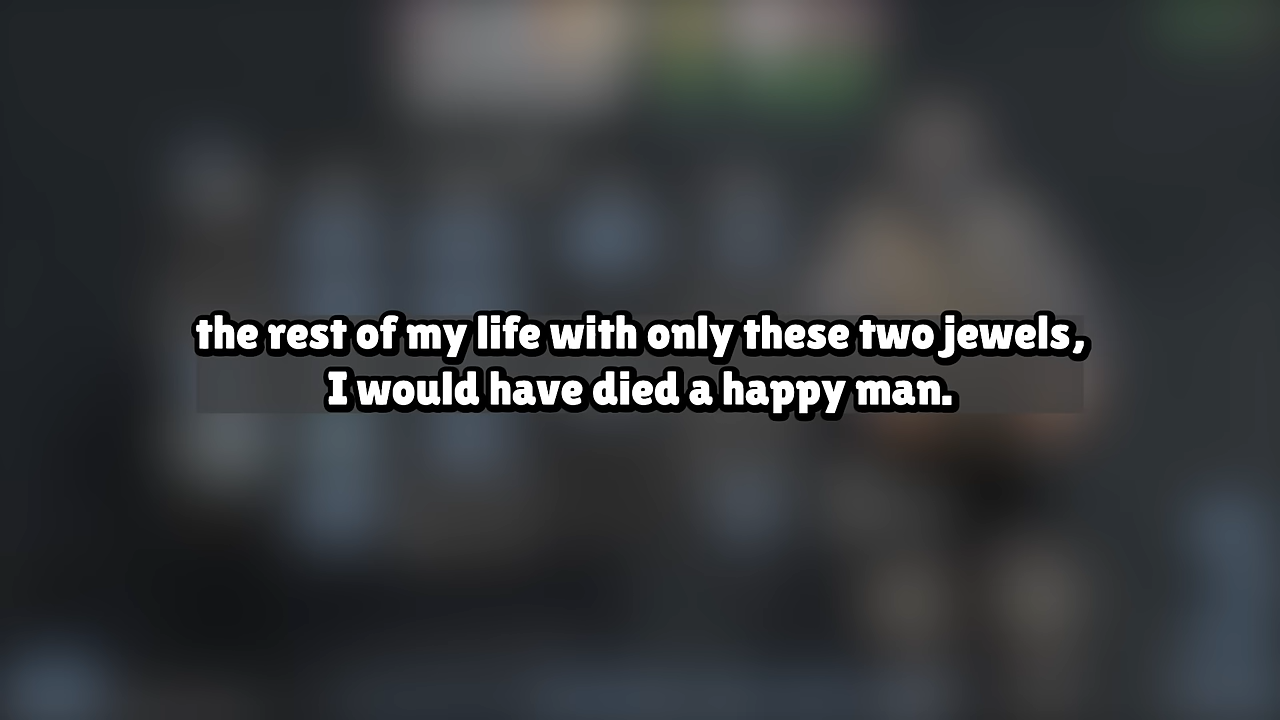 the rest of my life with only these two jewels,
I would have died a happy man.